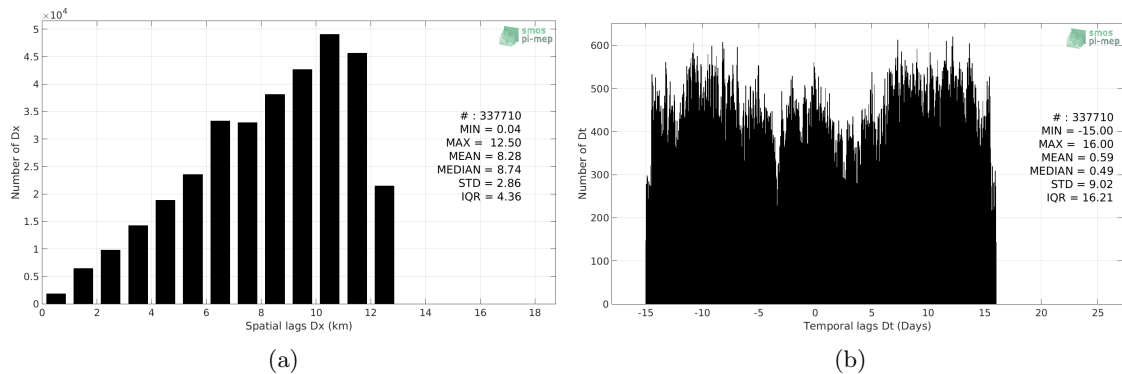 ×10⁴
5
4.5
4
3.5
3
2.5
2
1.5
1
0.5
0
Number of Dx
0 2 4 6 8 10 12 14 16 18
Spatial lags Dx (km)
smos
pi-mep
# : 337710
MIN = 0.04
MAX = 12.50
MEAN = 8.28
MEDIAN = 8.74
STD = 2.86
IQR = 4.36
(a)
600
500
400
300
200
100
0
Number of Dt
-15 -10 -5 0 5 10 15 20 25
Temporal lags Dt (Days)
smos
pi-mep
# : 337710
MIN = -15.00
MAX = 16.00
MEAN = 0.59
MEDIAN = 0.49
STD = 9.02
IQR = 16.21
(b)